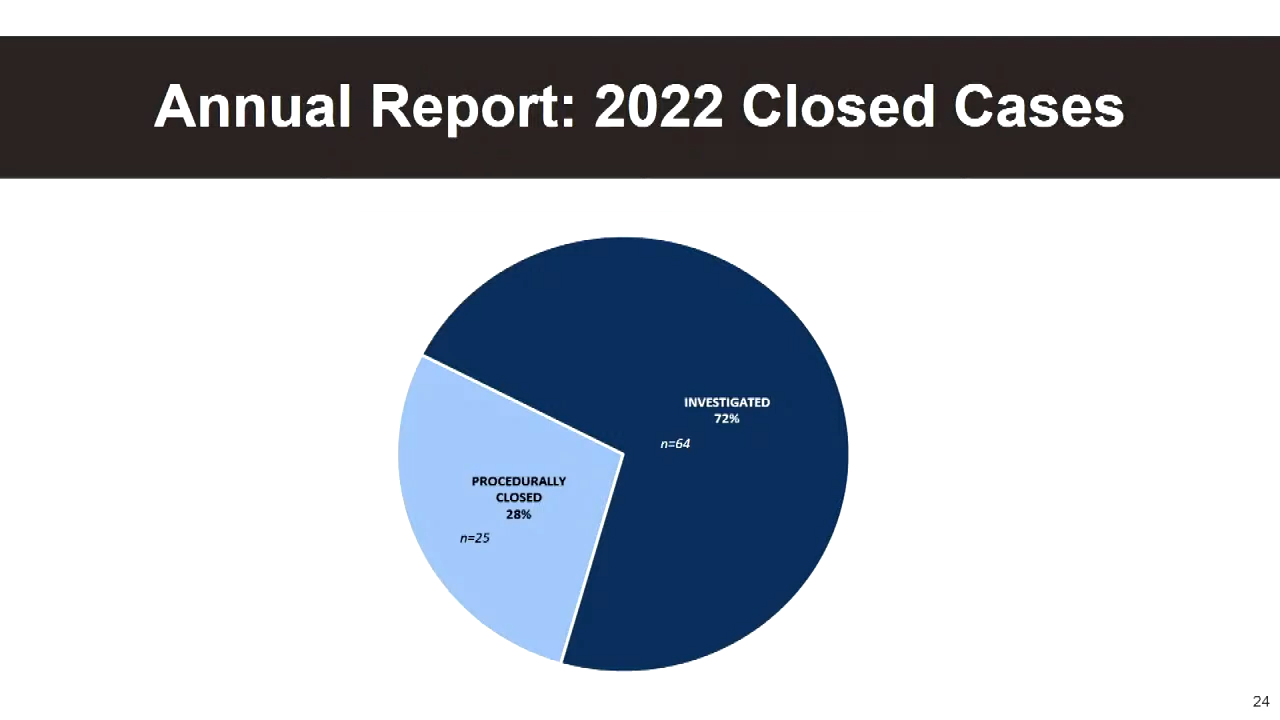 Annual Report: 2022 Closed Cases
INVESTIGATED
72%
n=64
PROCEDURALLY
CLOSED
28%
n=25
24